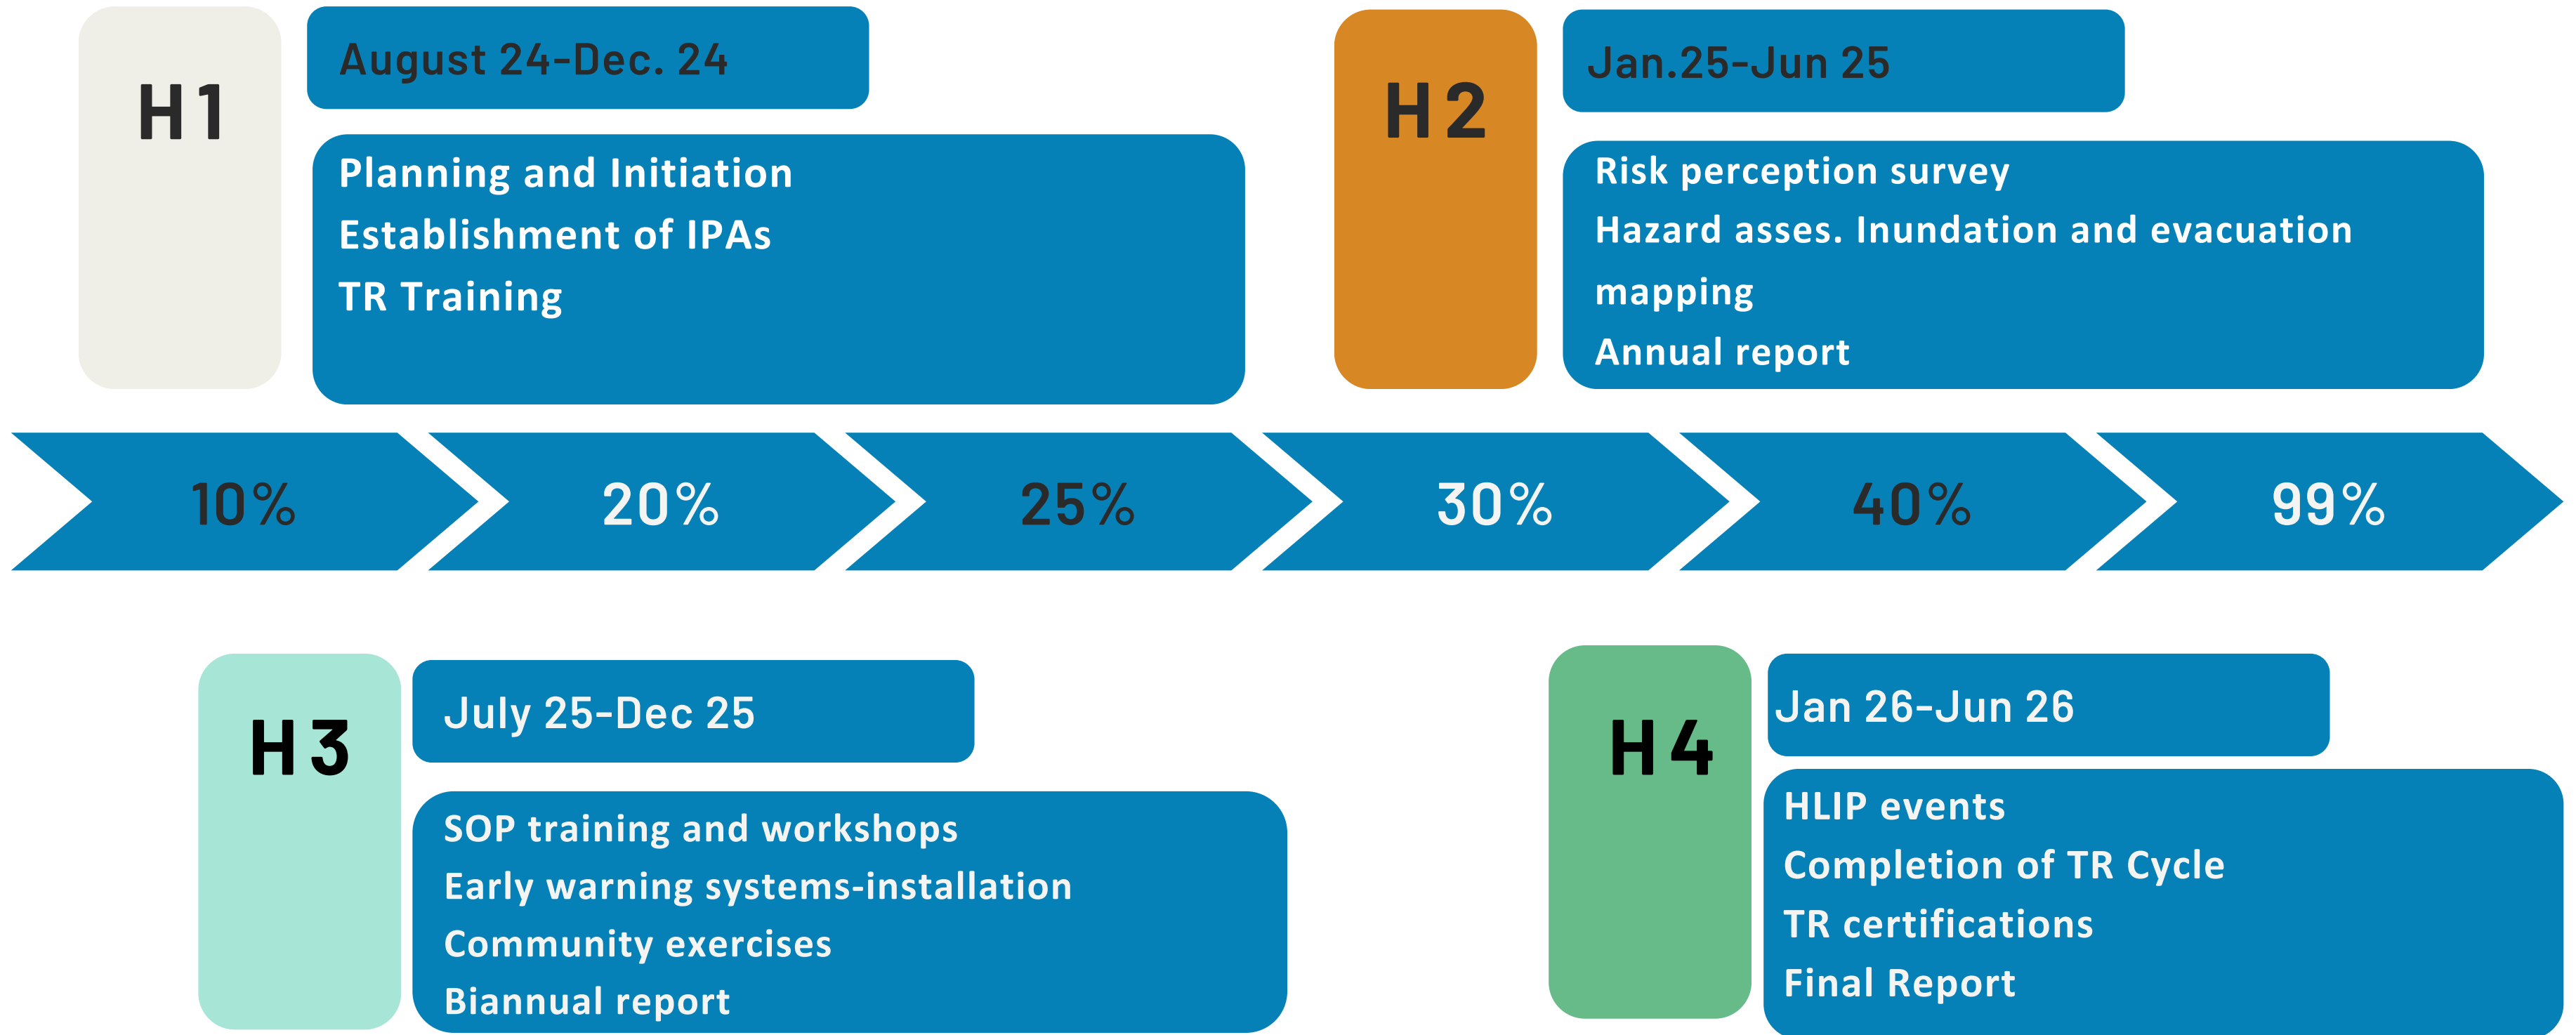 H1
August 24-Dec. 24
Planning and Initiation
Establishment of IPAs
TR Training
H2
Jan.25-Jun 25
Risk perception survey
Hazard asses. Inundation and evacuation
mapping
Annual report
10%
20%
25%
30%
40%
99%
H3
July 25-Dec 25
SOP training and workshops
Early warning systems-installation
Community exercises
Biannual report
H4
Jan 26-Jun 26
HLIP events
Completion of TR Cycle
TR certifications
Final Report